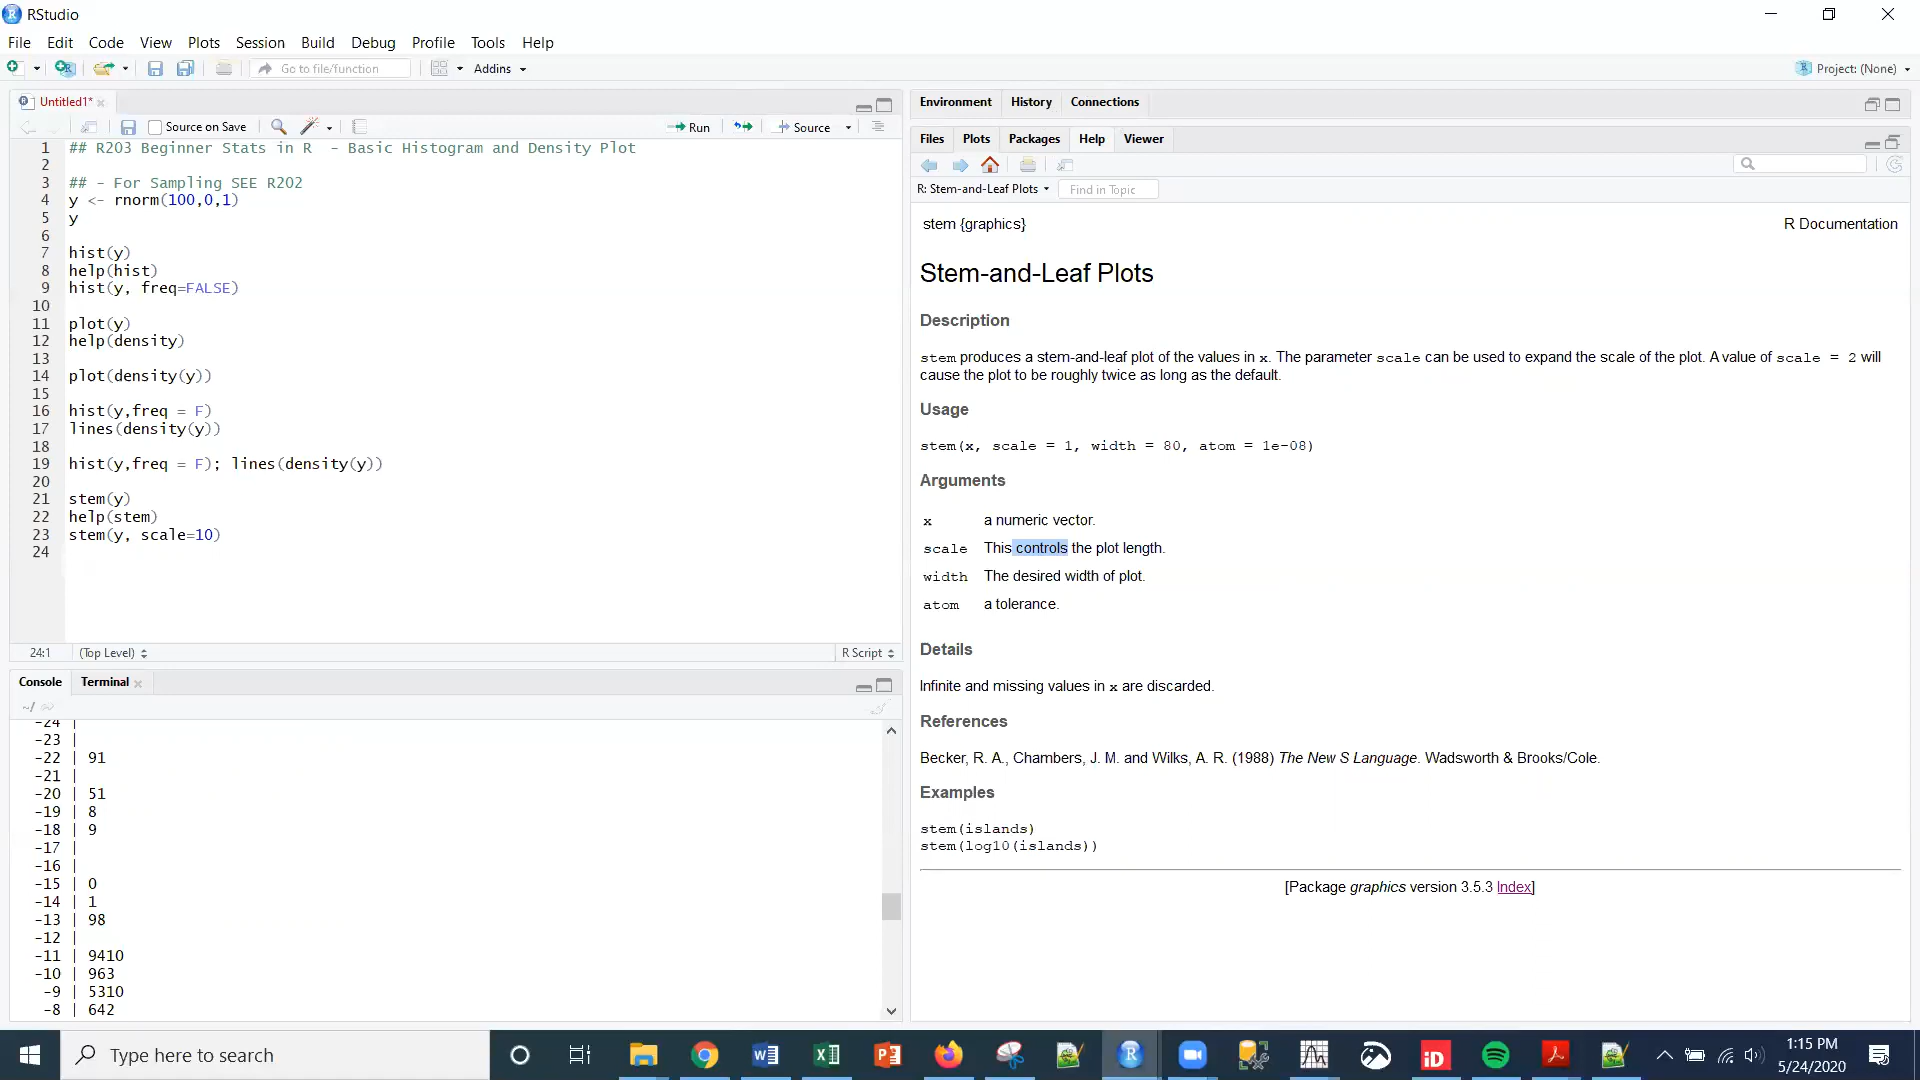 RStudio
File Edit Code View Plots Session Build Debug Profile Tools Help
Go to file/function Addins Project: (None)
Untitled1*
Source on Save Run Source
1 ## R203 Beginner Stats in R  - Basic Histogram and Density Plot
2
3 ## - For Sampling SEE R202
4 y <- rnorm(100,0,1)
5 y
6
7 hist(y)
8 help(hist)
9 hist(y, freq=FALSE)
10
11 plot(y)
12 help(density)
13
14 plot(density(y))
15
16 hist(y,freq = F)
17 lines(density(y))
18
19 hist(y,freq = F); lines(density(y))
20
21 stem(y)
22 help(stem)
23 stem(y, scale=10)
24
24:1 (Top Level) R Script
Console Terminal
~/
-24 |
-23 |
-22 | 91
-21 |
-20 | 51
-19 | 8
-18 | 9
-17 |
-16 |
-15 | 0
-14 | 1
-13 | 98
-12 |
-11 | 9410
-10 | 963
-9 | 5310
-8 | 642
Environment History Connections
Files Plots Packages Help Viewer
R: Stem-and-Leaf Plots Find in Topic
stem {graphics} R Documentation
Stem-and-Leaf Plots
Description
stem produces a stem-and-leaf plot of the values in x. The parameter scale can be used to expand the scale of the plot. A value of scale = 2 will
cause the plot to be roughly twice as long as the default.
Usage
stem(x, scale = 1, width = 80, atom = 1e-08)
Arguments
x a numeric vector.
scale This controls the plot length.
width The desired width of plot.
atom a tolerance.
Details
Infinite and missing values in x are discarded.
References
Becker, R. A., Chambers, J. M. and Wilks, A. R. (1988) The New S Language. Wadsworth & Brooks/Cole.
Examples
stem(islands)
stem(log10(islands))
[Package graphics version 3.5.3 Index]
Type here to search
1:15 PM
5/24/2020